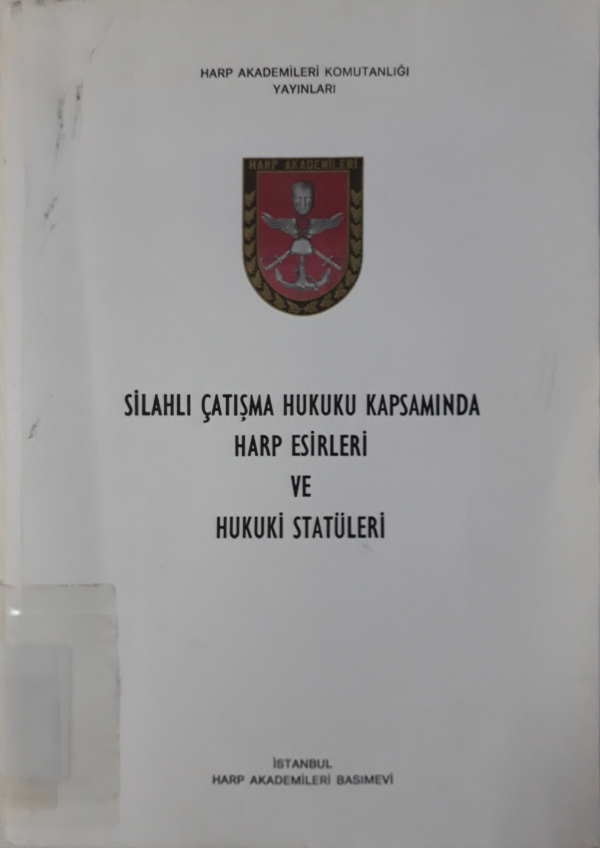 HARP AKADEMİLERİ KOMUTANLIĞI
YAYINLARI
HARP AKADEMİLERİ
SİLAHLI ÇATIŞMA HUKUKU KAPSAMINDA
HARP ESİRLERİ
VE
HUKUKİ STATÜLERİ
İSTANBUL
HARP AKADEMİLERİ BASIMEVİ